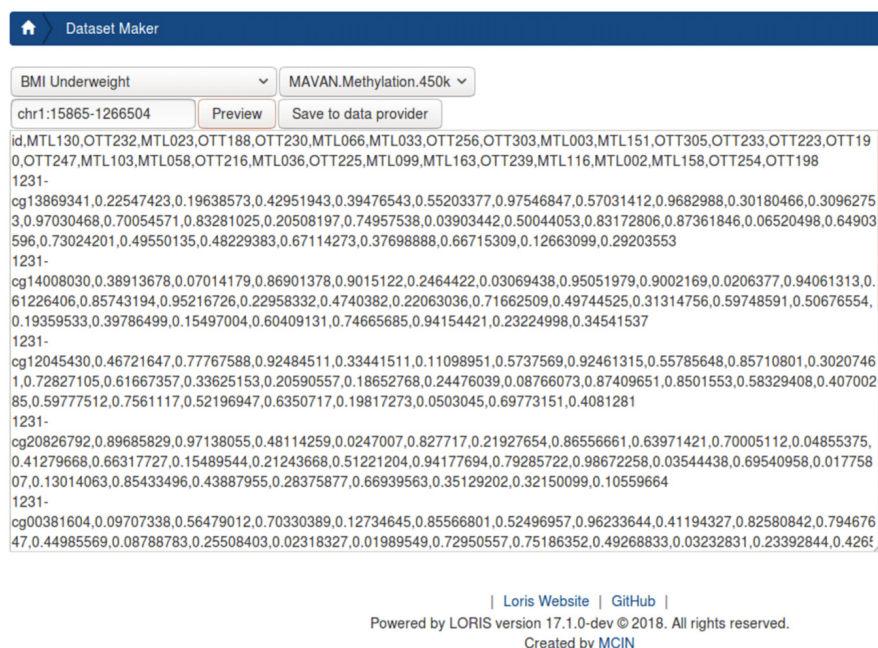 Dataset Maker
BMI Underweight MAVAN.Methylation.450k
chr1:15865-1266504 Preview Save to data provider
id,MTL130,OTT232,MTL023,OTT188,OTT230,MTL066,MTL033,OTT256,OTT303,MTL003,MTL151,OTT305,OTT233,OTT223,OTT19
0,OTT247,MTL103,MTL058,OTT216,MTL036,OTT225,MTL099,MTL163,OTT239,MTL116,MTL002,MTL158,OTT254,OTT198
1231-
cg13869341,0.22547423,0.19638573,0.42951943,0.39476543,0.55203377,0.97546847,0.57031412,0.9682988,0.30180466,0.3096275
3,0.97030468,0.70054571,0.83281025,0.20508197,0.74957538,0.03903442,0.50044053,0.83172806,0.87361846,0.06520498,0.64903
596,0.73024201,0.49550135,0.48229383,0.67114273,0.37698888,0.66715309,0.12663099,0.29203553
1231-
cg14008030,0.38913678,0.07014179,0.86901378,0.9015122,0.2464422,0.03069438,0.95051979,0.9002169,0.0206377,0.94061313,0.
61226406,0.85743194,0.95216726,0.22958332,0.4740382,0.22063036,0.71662509,0.49744525,0.31314756,0.59748591,0.50676554,
0.19359533,0.39786499,0.15497004,0.60409131,0.74665685,0.94154421,0.23224998,0.34541537
1231-
cg12045430,0.46721647,0.77767588,0.92484511,0.33441511,0.11098951,0.5737569,0.92461315,0.55785648,0.85710801,0.3020746
1,0.72827105,0.61667357,0.33625153,0.20590557,0.18652768,0.24476039,0.08766073,0.87409651,0.8501553,0.58329408,0.407002
85,0.59777512,0.7561117,0.52196947,0.6350717,0.19817273,0.0503045,0.69773151,0.4081281
1231-
cg20826792,0.89685829,0.97138055,0.48114259,0.0247007,0.827717,0.21927654,0.86556661,0.63971421,0.70005112,0.04855375,
0.41279668,0.66317727,0.15489544,0.21243668,0.51221204,0.94177694,0.79285722,0.98672258,0.03544438,0.69540958,0.017758
07,0.13014063,0.85433496,0.43887955,0.28375877,0.66939563,0.35129202,0.32150099,0.10559664
1231-
cg00381604,0.09707338,0.56479012,0.70330389,0.12734645,0.85566801,0.52496957,0.96233644,0.41194327,0.82580842,0.794676
47,0.44985569,0.08788783,0.25508403,0.02318327,0.01989549,0.72950557,0.75186352,0.49268833,0.03232831,0.23392844,0.4265
| Loris Website | GitHub |
Powered by LORIS version 17.1.0-dev © 2018. All rights reserved.
Created by MCIN